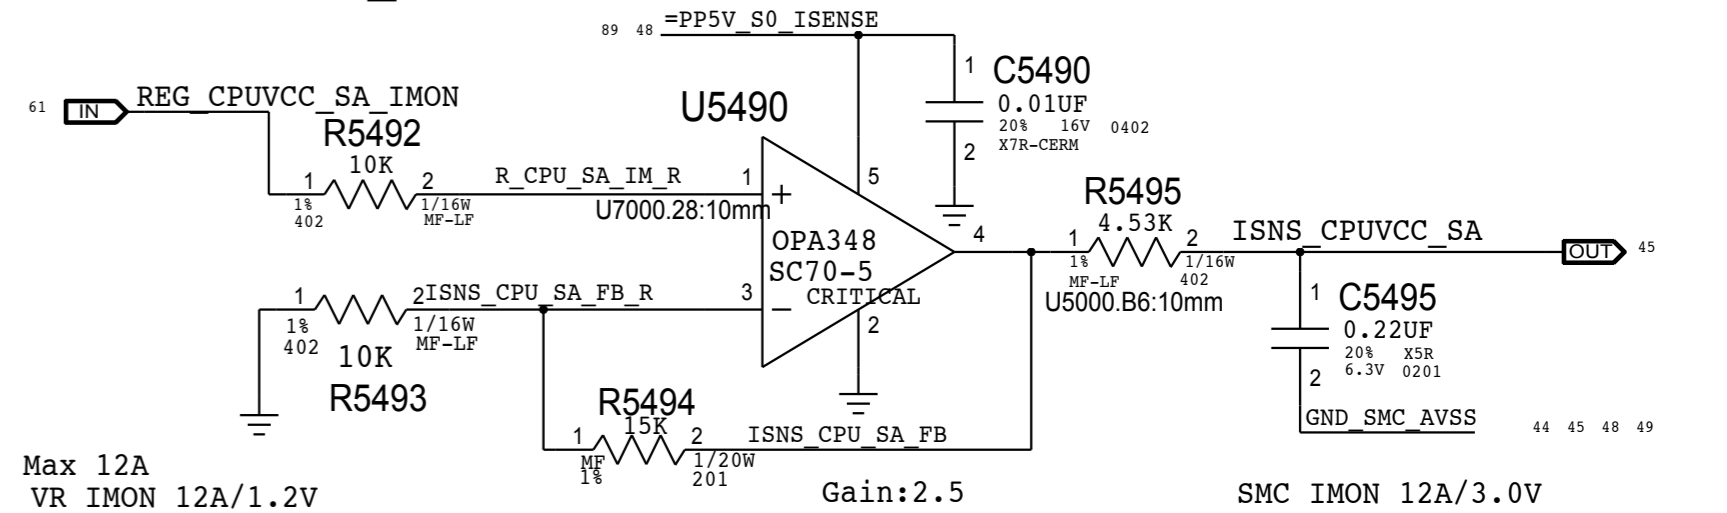 =PP5V_S0_ISENSE
89 48
1
C5490
0.01UF
20% 16V 0402
X7R-CERM
2
61 IN REG_CPUVCC_SA_IMON
R5492
10K
1 2
1%
402
1/16W
MF-LF
R_CPU_SA_IM_R
U7000.28:10mm
U5490
1
+
5
OPA348
SC70-5
CRITICAL
4
3
-
2
R5495
4.53K
1 2
1%
MF-LF
1/16W
402
U5000.B6:10mm
ISNS_CPUVCC_SA
OUT 45
1
C5495
0.22UF
20% X5R
6.3V 0201
2
GND_SMC_AVSS
44 45 48 49
1 2
ISNS_CPU_SA_FB_R
1%
402
1/16W
MF-LF
10K
R5493
R5494
15K
1 2
MF
1%
1/20W
201
ISNS_CPU_SA_FB
Max 12A
VR IMON 12A/1.2V
Gain:2.5
SMC IMON 12A/3.0V